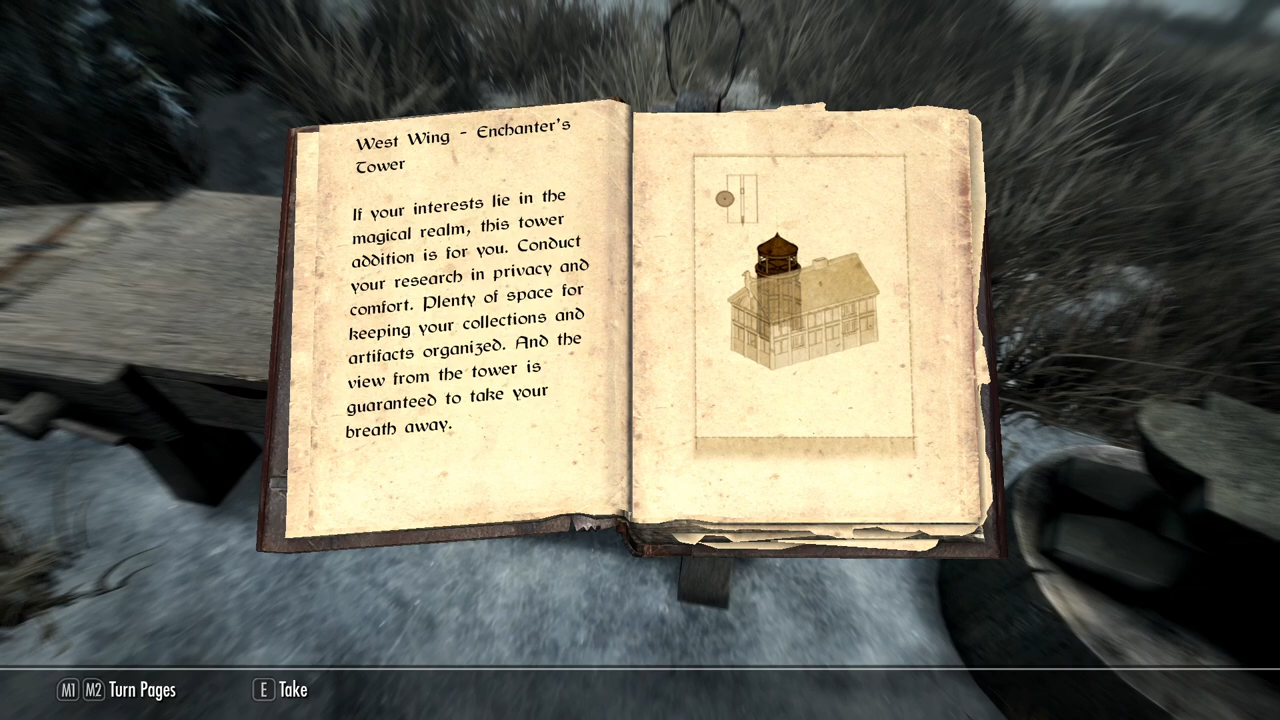 West Wing - Enchanter's
Tower
If your interests lie in the
magical realm, this tower
addition is for you. Conduct
your research in privacy and
comfort. Plenty of space for
keeping your collections and
artifacts organized. And the
view from the tower is
guaranteed to take your
breath away.
M1 M2 Turn Pages E Take